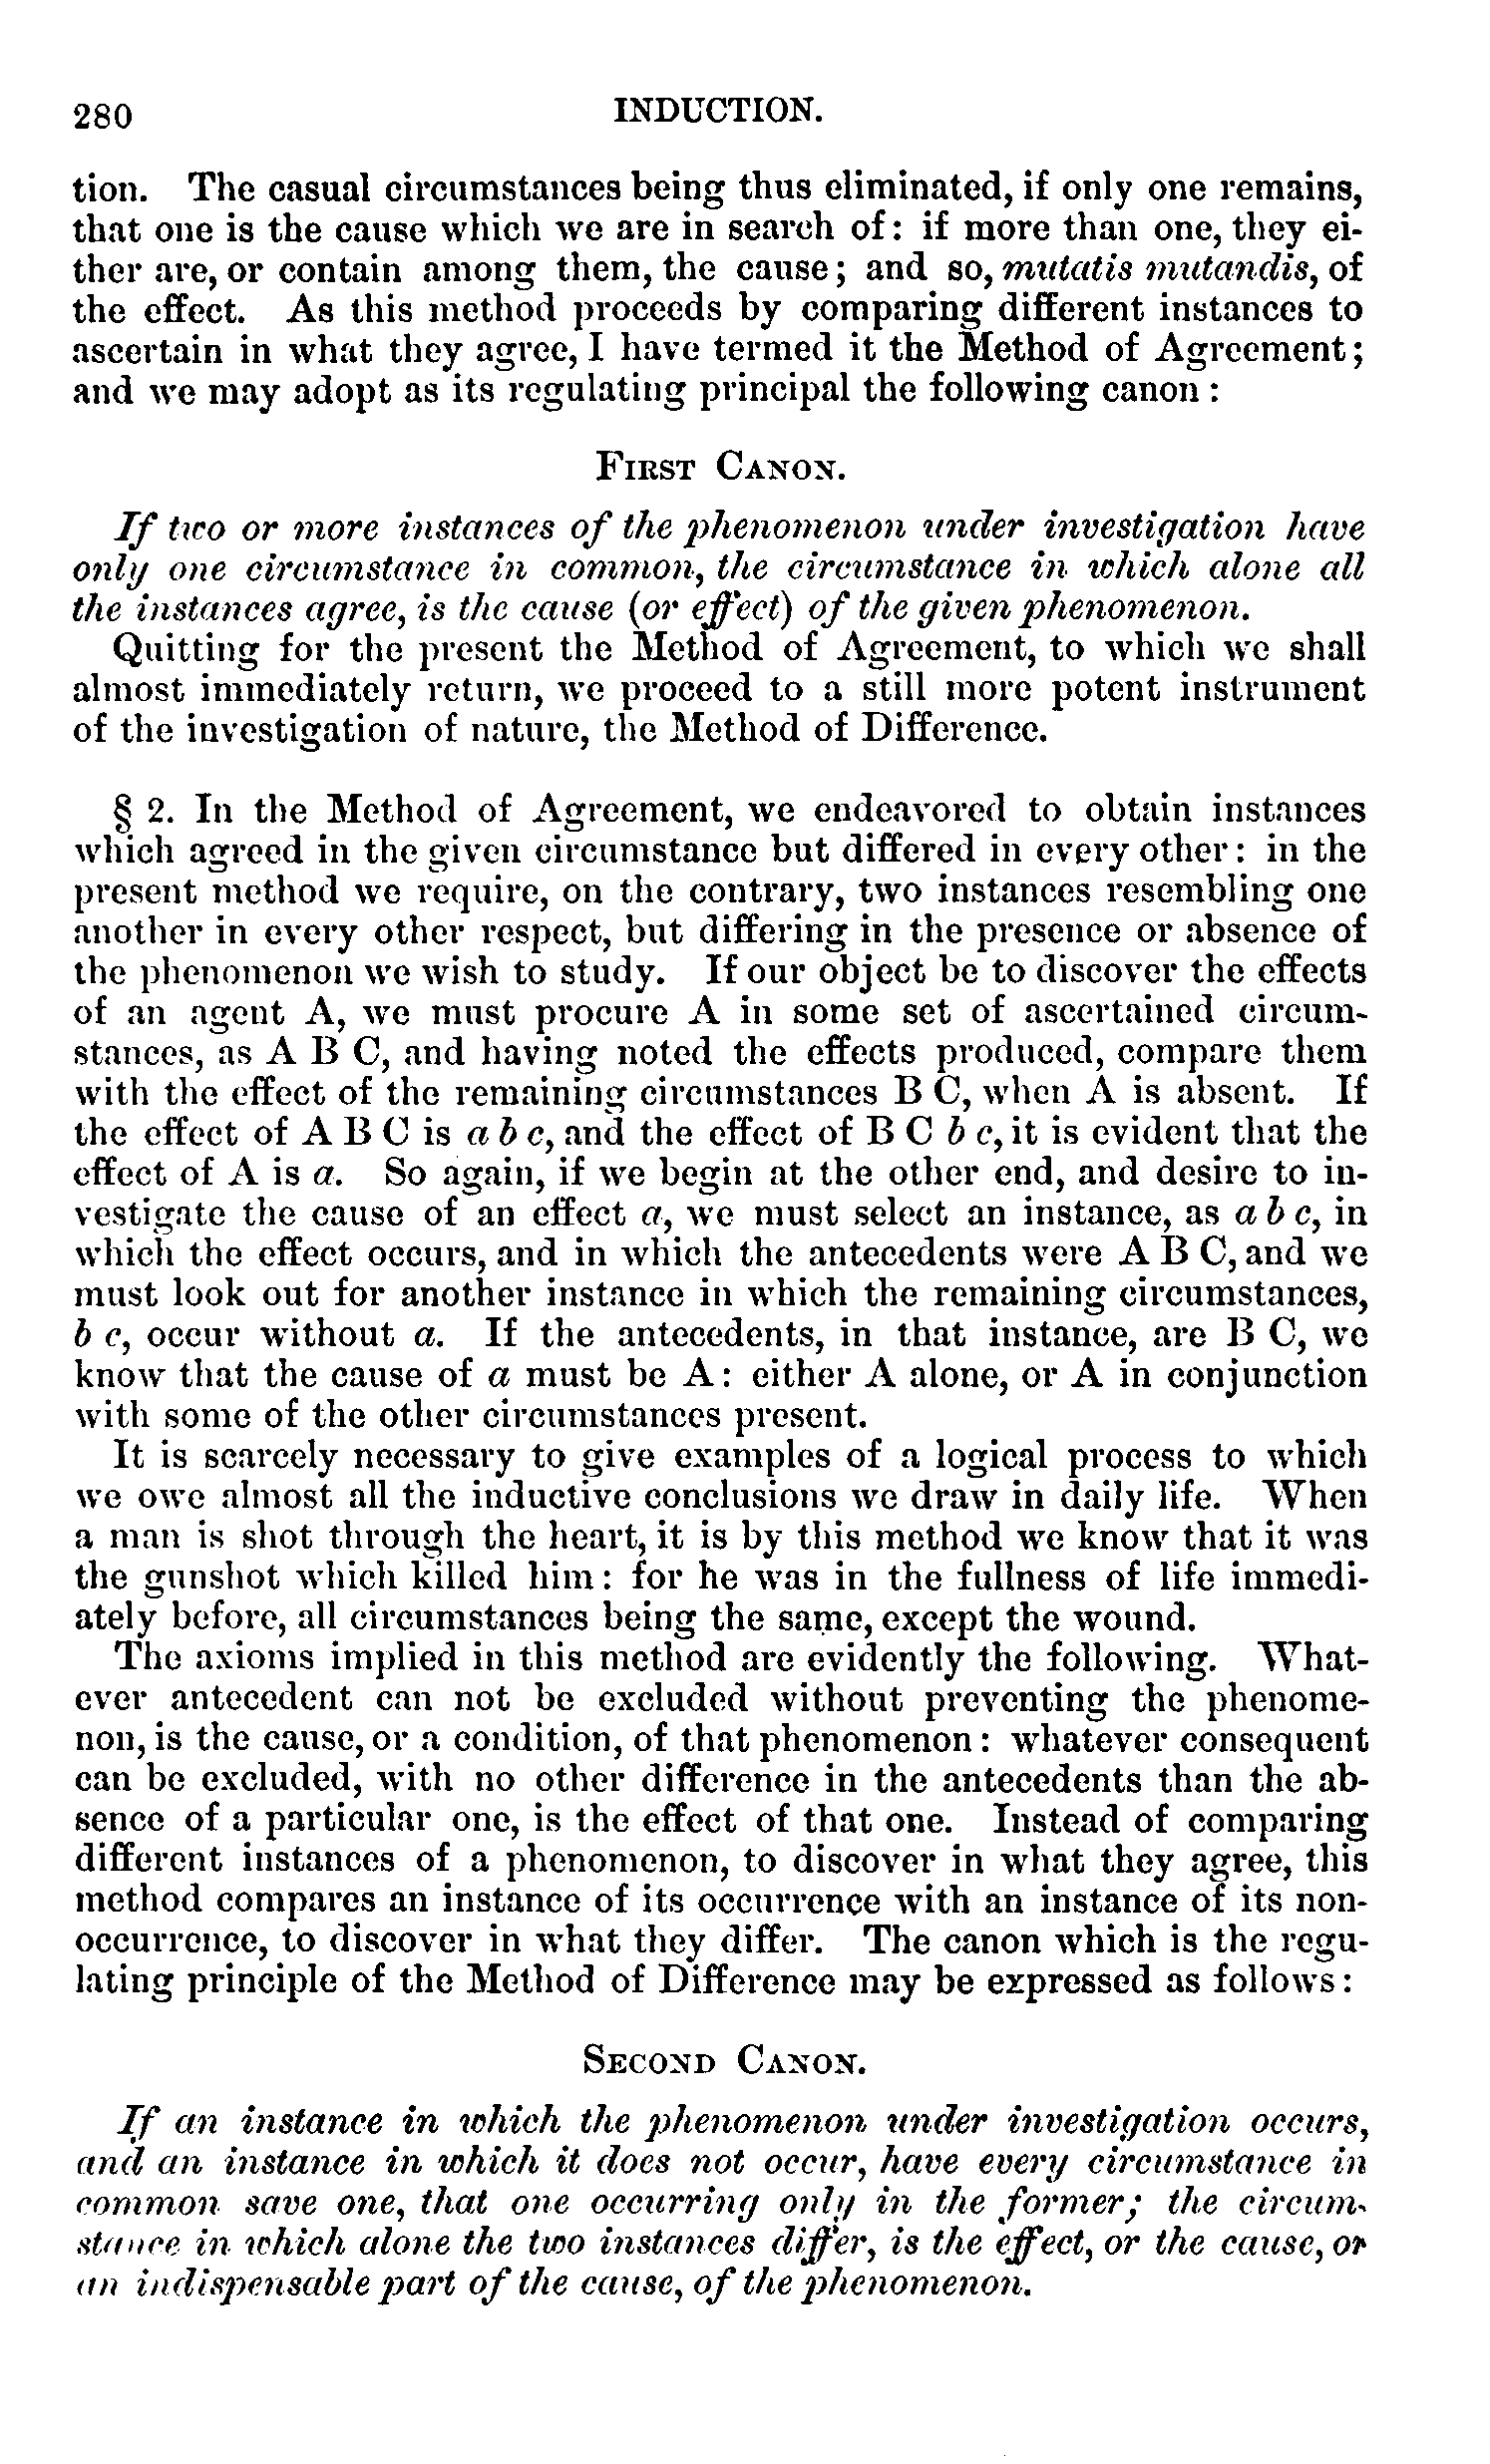 280
INDUCTION.
tion. The casual circumstances being thus eliminated, if only one remains,
that one is the cause which we are in search of: if more than one, they ei-
ther are, or contain among them, the cause; and so, mutatis mutandis, of
the effect. As this method proceeds by comparing different instances to
ascertain in what they agree, I have termed it the Method of Agreement;
and we may adopt as its regulating principal the following canon:
FIRST CANON.
If two or more instances of the phenomenon under investigation have
only one circumstance in common, the circumstance in which alone all
the instances agree, is the cause (or effect) of the given phenomenon.
Quitting for the present the Method of Agreement, to which we shall
almost immediately return, we proceed to a still more potent instrument
of the investigation of nature, the Method of Difference.
§ 2. In the Method of Agreement, we endeavored to obtain instances
which agreed in the given circumstance but differed in every other: in the
present method we require, on the contrary, two instances resembling one
another in every other respect, but differing in the presence or absence of
the phenomenon we wish to study. If our object be to discover the effects
of an agent A, we must procure A in some set of ascertained circum-
stances, as A B C, and having noted the effects produced, compare them
with the effect of the remaining circumstances B C, when A is absent. If
the effect of A B C is a b c, and the effect of B C b c, it is evident that the
effect of A is a. So again, if we begin at the other end, and desire to in-
vestigate the cause of an effect a, we must select an instance, as a b c, in
which the effect occurs, and in which the antecedents were A B C, and we
must look out for another instance in which the remaining circumstances,
b c, occur without a. If the antecedents, in that instance, are B C, we
know that the cause of a must be A: either A alone, or A in conjunction
with some of the other circumstances present.
It is scarcely necessary to give examples of a logical process to which
we owe almost all the inductive conclusions we draw in daily life. When
a man is shot through the heart, it is by this method we know that it was
the gunshot which killed him: for he was in the fullness of life immedi-
ately before, all circumstances being the same, except the wound.
The axioms implied in this method are evidently the following. What-
ever antecedent can not be excluded without preventing the phenome-
non, is the cause, or a condition, of that phenomenon: whatever consequent
can be excluded, with no other difference in the antecedents than the ab-
sence of a particular one, is the effect of that one. Instead of comparing
different instances of a phenomenon, to discover in what they agree, this
method compares an instance of its occurrence with an instance of its non-
occurrence, to discover in what they differ. The canon which is the regu-
lating principle of the Method of Difference may be expressed as follows:
SECOND CANON.
If an instance in which the phenomenon under investigation occurs,
and an instance in which it does not occur, have every circumstance in
common save one, that one occurring only in the former; the circum-
stance in which alone the two instances differ, is the effect, or the cause, or
an indispensable part of the cause, of the phenomenon.